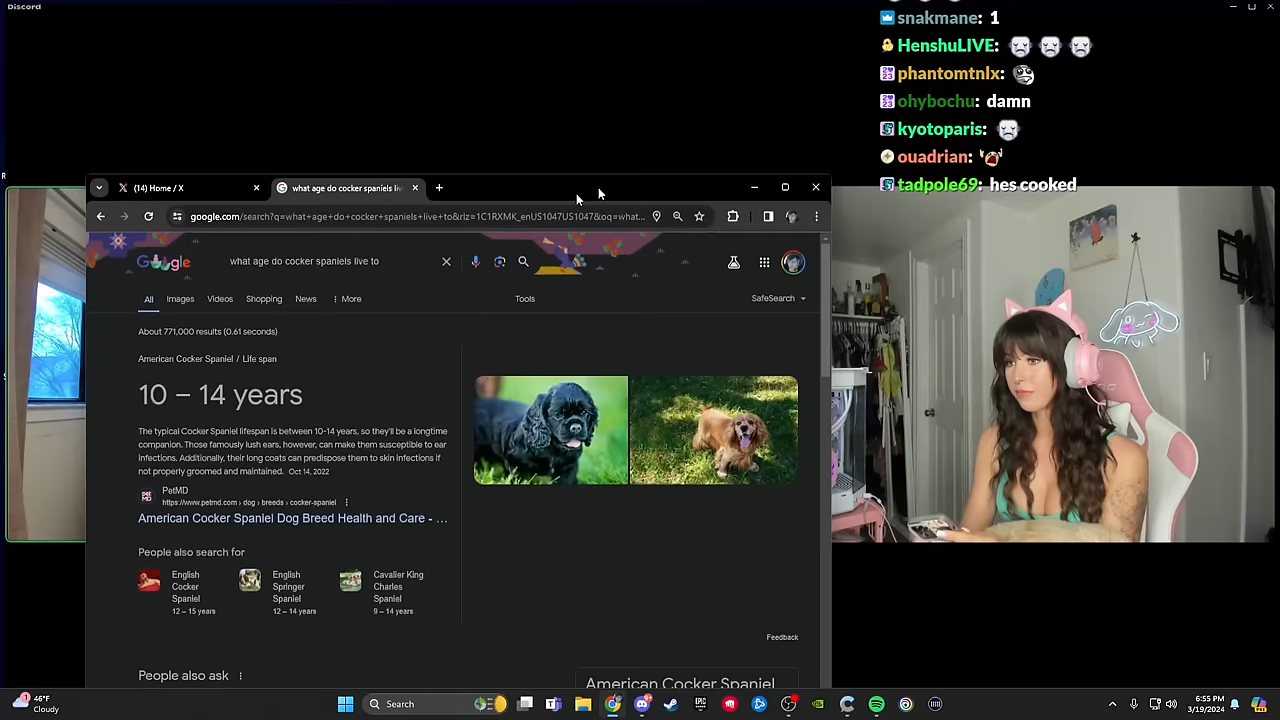 Discord
snakmane: 1
HenshuLIVE:
phantomtnlx:
ohybochu: damn
kyotoparis:
ouadrian:
tadpole69: hes cooked
(14) Home / X
what age do cocker spaniels liv
google.com/search?q=what+age+do+cocker+spaniels+live+to&rlz=1C1RXMK_enUS1047US1047&oq=what...
what age do cocker spaniels live to
All Images Videos Shopping News More Tools SafeSearch
About 771,000 results (0.61 seconds)
American Cocker Spaniel / Life span
10 – 14 years
The typical Cocker Spaniel lifespan is between 10-14 years, so they'll be a longtime
companion. Those famously lush ears, however, can make them susceptible to ear
infections. Additionally, their long coats can predispose them to skin infections if
not properly groomed and maintained. Oct 14, 2022
PetMD
https://www.petmd.com › dog › breeds › cocker-spaniel
American Cocker Spaniel Dog Breed Health and Care - ...
People also search for
English
Cocker
Spaniel
12 – 15 years
English
Springer
Spaniel
12 – 14 years
Cavalier King
Charles
Spaniel
9 – 14 years
Feedback
People also ask
American Cocker Spaniel
46°F
Cloudy
Search
6:55 PM
3/19/2024